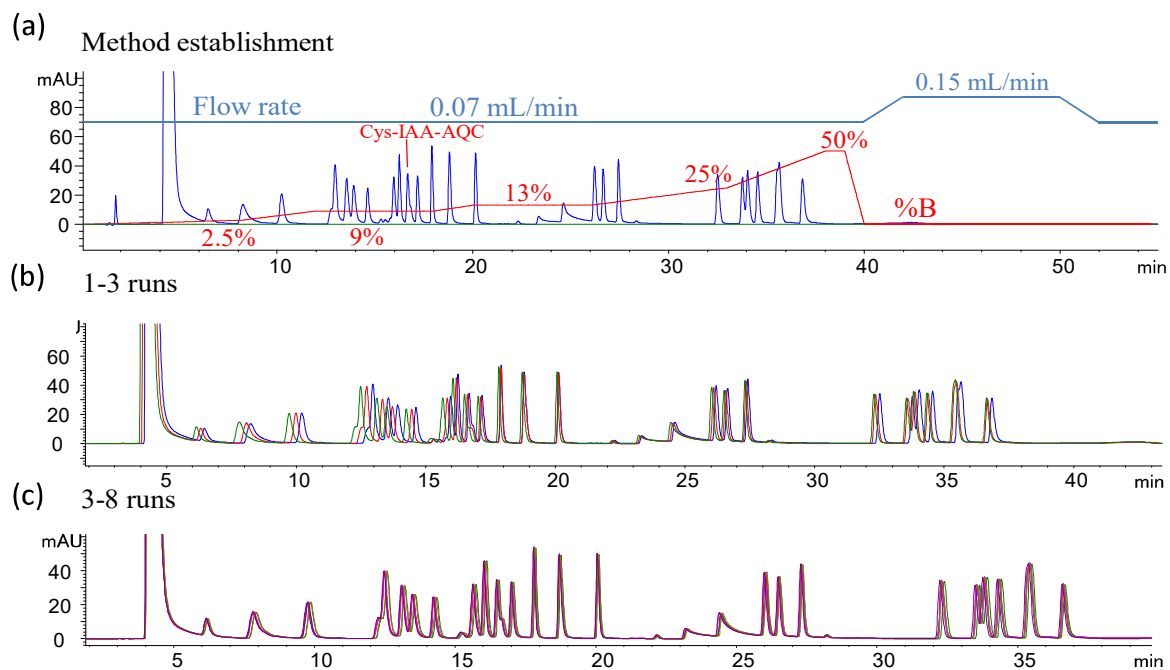 (a)
Method establishment
mAU
80
60
40
20
0
Flow rate 0.07 mL/min 0.15 mL/min
Cys-IAA-AQC
2.5% 9% 13% 25% 50% %B
10 20 30 40 50 min
(b)
1-3 runs
60
40
20
0
5 10 15 20 25 30 35 40 min
(c)
3-8 runs
mAU
40
20
0
5 10 15 20 25 30 35 min